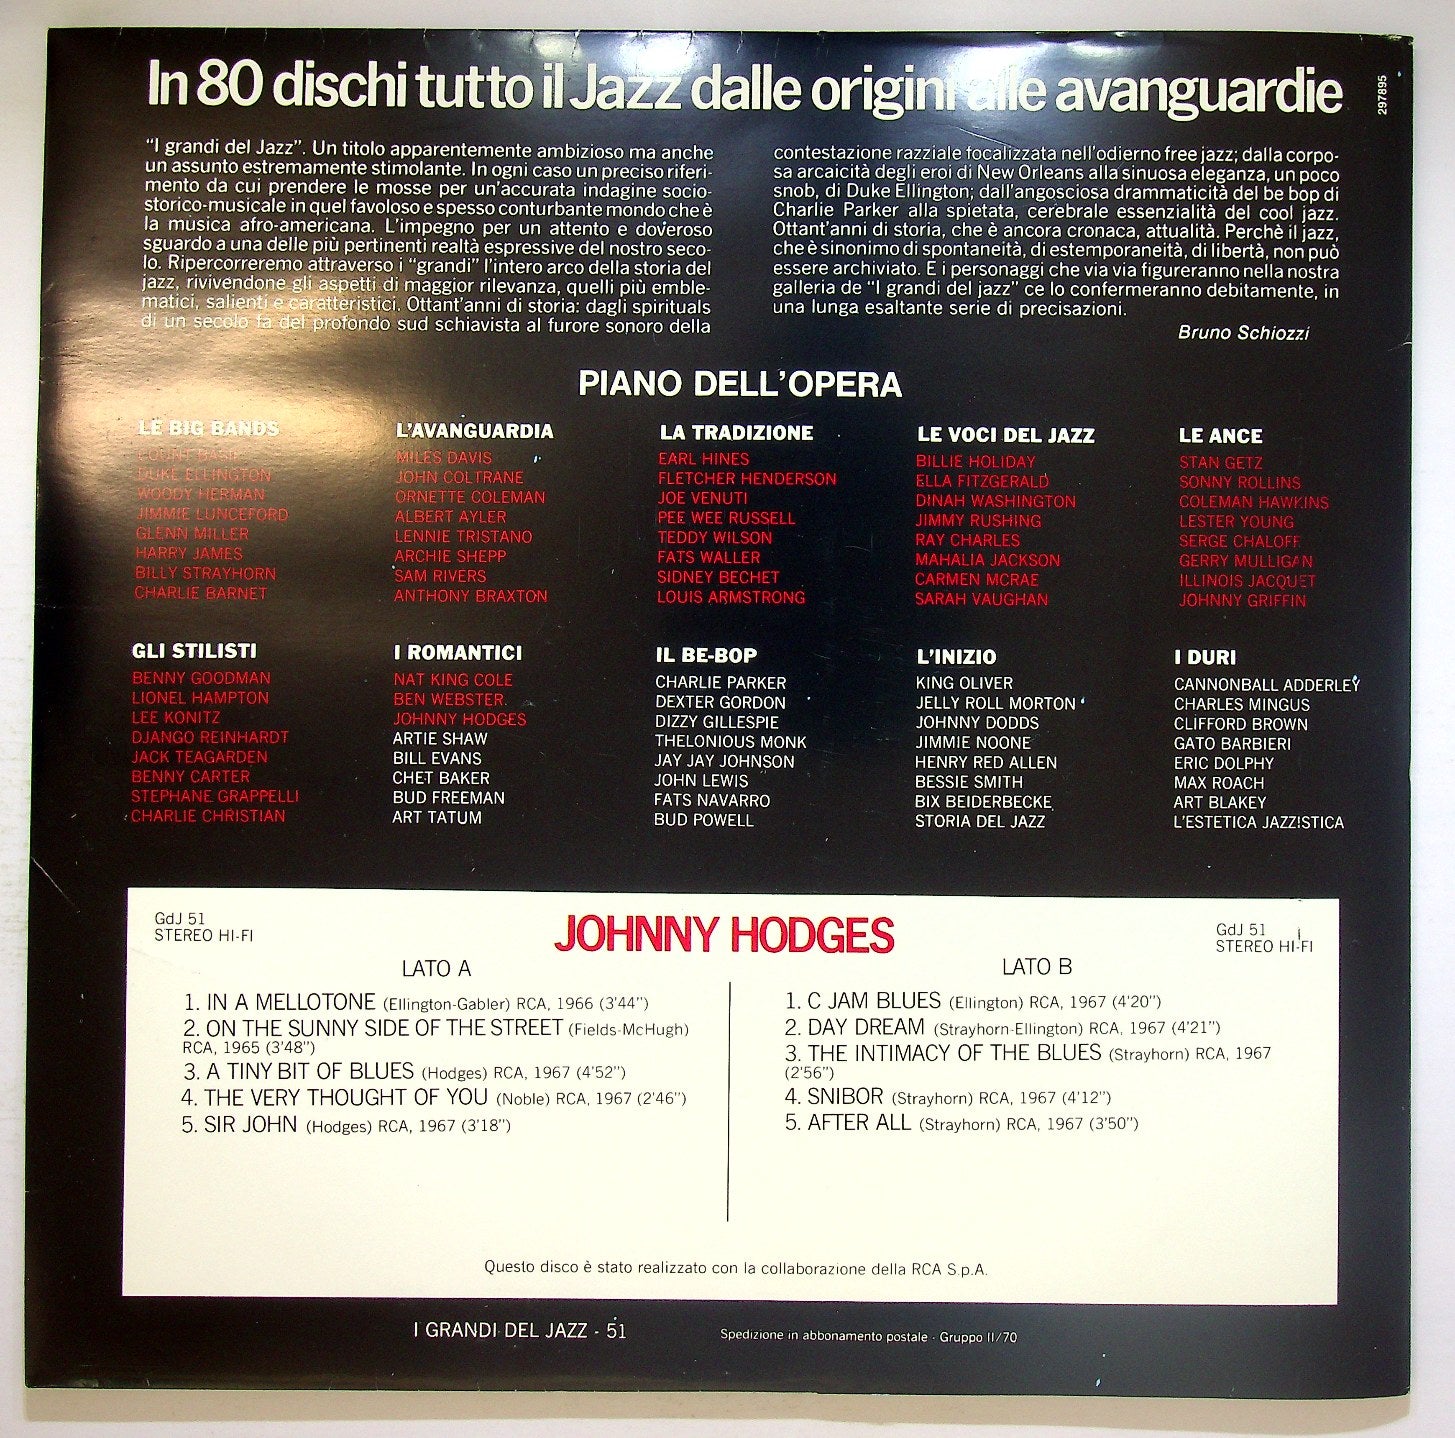 In 80 dischi tutto il Jazz dalle origini alle avanguardie
297895
"I grandi del Jazz". Un titolo apparentemente ambizioso ma anche
un assunto estremamente stimolante. In ogni caso un preciso riferi-
mento da cui prendere le mosse per un'accurata indagine socio-
storico-musicale in quel favoloso e spesso conturbante mondo che è
la musica afro-americana. L'impegno per un attento e doveroso
sguardo a una delle più pertinenti realtà espressive del nostro seco-
lo. Ripercorreremo attraverso i "grandi" l'intero arco della storia del
jazz, rivivendone gli aspetti di maggior rilevanza, quelli più emble-
matici, salienti e caratteristici. Ottant'anni di storia: dagli spirituals
di un secolo fa del profondo sud schiavista al furore sonoro della
contestazione razziale focalizzata nell'odierno free jazz; dalla corpo-
sa arcaicità degli eroi di New Orleans alla sinuosa eleganza, un poco
snob, di Duke Ellington; dall'angosciosa drammaticità del be bop di
Charlie Parker alla spietata, cerebrale essenzialità del cool jazz.
Ottant'anni di storia, che è ancora cronaca, attualità. Perchè il jazz,
che è sinonimo di spontaneità, di estemporaneità, di libertà, non può
essere archiviato. E i personaggi che via via figureranno nella nostra
galleria de "I grandi del jazz" ce lo confermeranno debitamente, in
una lunga esaltante serie di precisazioni.
Bruno Schiozzi
PIANO DELL'OPERA
LE BIG BANDS
COUNT BASIE
DUKE ELLINGTON
WOODY HERMAN
JIMMIE LUNCEFORD
GLENN MILLER
HARRY JAMES
BILLY STRAYHORN
CHARLIE BARNET
L'AVANGUARDIA
MILES DAVIS
JOHN COLTRANE
ORNETTE COLEMAN
ALBERT AYLER
LENNIE TRISTANO
ARCHIE SHEPP
SAM RIVERS
ANTHONY BRAXTON
LA TRADIZIONE
EARL HINES
FLETCHER HENDERSON
JOE VENUTI
PEE WEE RUSSELL
TEDDY WILSON
FATS WALLER
SIDNEY BECHET
LOUIS ARMSTRONG
LE VOCI DEL JAZZ
BILLIE HOLIDAY
ELLA FITZGERALD
DINAH WASHINGTON
JIMMY RUSHING
RAY CHARLES
MAHALIA JACKSON
CARMEN MCRAE
SARAH VAUGHAN
LE ANCE
STAN GETZ
SONNY ROLLINS
COLEMAN HAWKINS
LESTER YOUNG
SERGE CHALOFF
GERRY MULLIGAN
ILLINOIS JACQUET
JOHNNY GRIFFIN
GLI STILISTI
BENNY GOODMAN
LIONEL HAMPTON
LEE KONITZ
DJANGO REINHARDT
JACK TEAGARDEN
BENNY CARTER
STEPHANE GRAPPELLI
CHARLIE CHRISTIAN
I ROMANTICI
NAT KING COLE
BEN WEBSTER
JOHNNY HODGES
ARTIE SHAW
BILL EVANS
CHET BAKER
BUD FREEMAN
ART TATUM
IL BE-BOP
CHARLIE PARKER
DEXTER GORDON
DIZZY GILLESPIE
THELONIOUS MONK
JAY JAY JOHNSON
JOHN LEWIS
FATS NAVARRO
BUD POWELL
L'INIZIO
KING OLIVER
JELLY ROLL MORTON
JOHNNY DODDS
JIMMIE NOONE
HENRY RED ALLEN
BESSIE SMITH
BIX BEIDERBECKE
STORIA DEL JAZZ
I DURI
CANNONBALL ADDERLEY
CHARLES MINGUS
CLIFFORD BROWN
GATO BARBIERI
ERIC DOLPHY
MAX ROACH
ART BLAKEY
L'ESTETICA JAZZISTICA
GdJ 51
STEREO HI-FI
JOHNNY HODGES
GdJ 51
STEREO HI-FI
LATO A
1. IN A MELLOTONE (Ellington-Gabler) RCA, 1966 (3'44")
2. ON THE SUNNY SIDE OF THE STREET (Fields-McHugh)
RCA, 1965 (3'48")
3. A TINY BIT OF BLUES (Hodges) RCA, 1967 (4'52")
4. THE VERY THOUGHT OF YOU (Noble) RCA, 1967 (2'46")
5. SIR JOHN (Hodges) RCA, 1967 (3'18")
LATO B
1. C JAM BLUES (Ellington) RCA, 1967 (4'20")
2. DAY DREAM (Strayhorn-Ellington) RCA, 1967 (4'21")
3. THE INTIMACY OF THE BLUES (Strayhorn) RCA, 1967
(2'56")
4. SNIBOR (Strayhorn) RCA, 1967 (4'12")
5. AFTER ALL (Strayhorn) RCA, 1967 (3'50")
Questo disco è stato realizzato con la collaborazione della RCA S.p.A.
I GRANDI DEL JAZZ - 51
Spedizione in abbonamento postale - Gruppo II/70